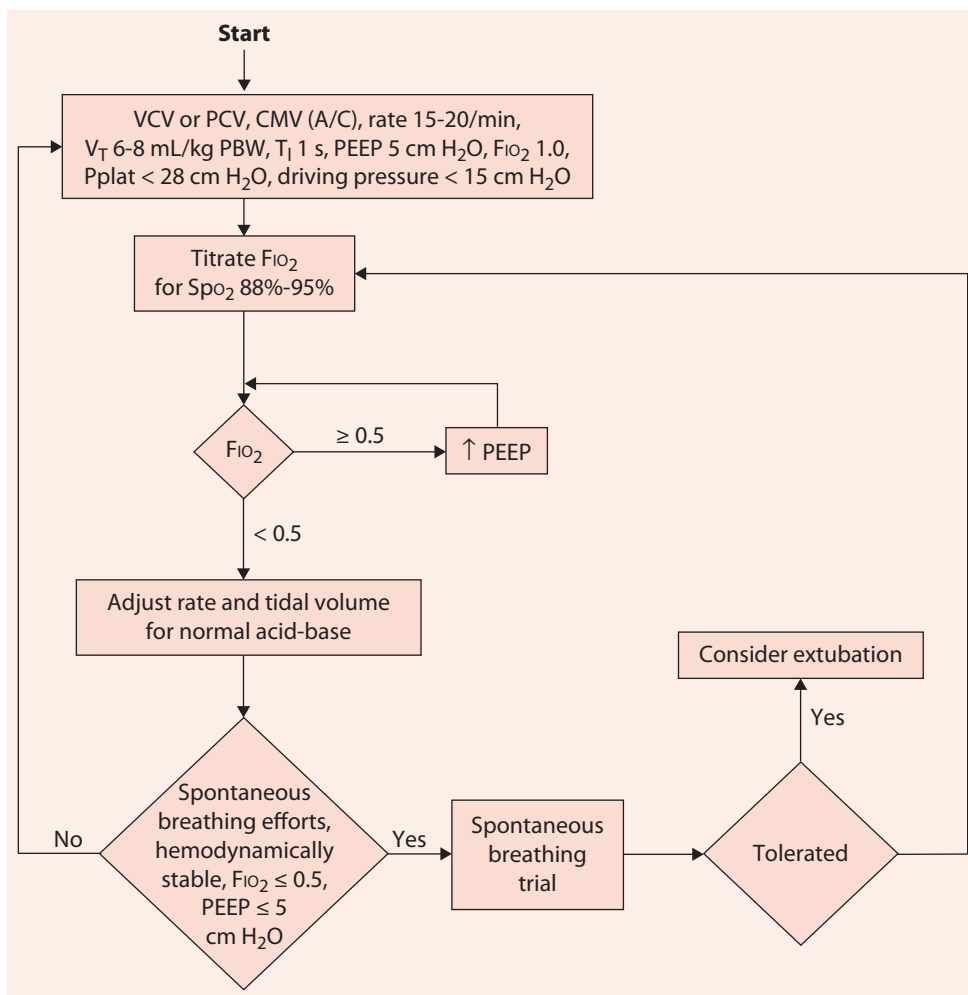 Start
VCV or PCV, CMV (A/C), rate 15-20/min,
V_T 6-8 mL/kg PBW, T_I 1 s, PEEP 5 cm H₂O, FIO₂ 1.0,
Pplat < 28 cm H₂O, driving pressure < 15 cm H₂O
Titrate FIO₂
for SpO₂ 88%-95%
FIO₂
≥ 0.5
↑ PEEP
< 0.5
Adjust rate and tidal volume
for normal acid-base
Consider extubation
Yes
Spontaneous
breathing efforts,
hemodynamically
stable, FIO₂ ≤ 0.5,
PEEP ≤ 5
cm H₂O
No
Yes
Spontaneous
breathing
trial
Tolerated